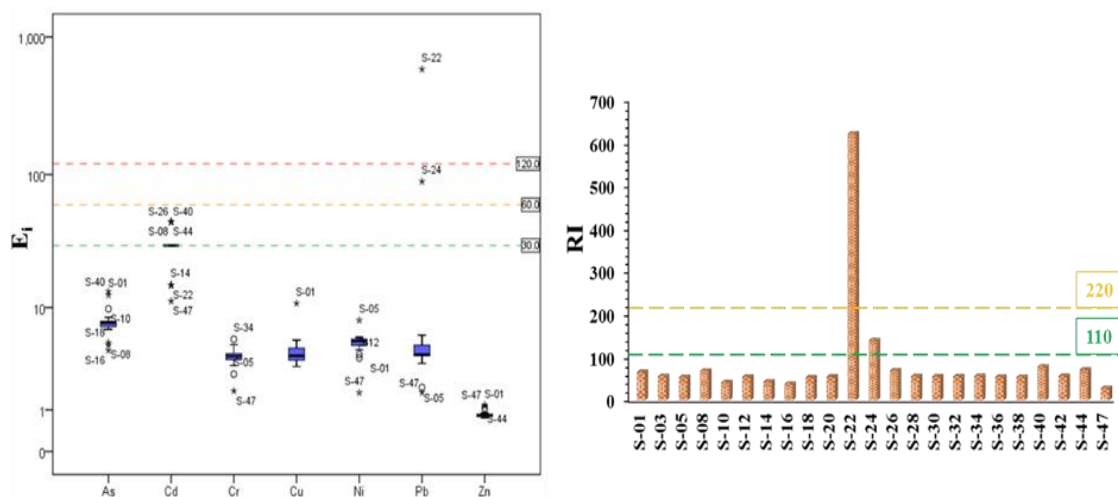 1,000
100
10
1
0
E_i
S-22
120.0
S-24
60.0
S-26 S-40
S-08 S-44
30.0
S-14
S-22
S-47
S-40 S-01
S-10
S-18
S-16 S-08
S-34
S-05
S-47
S-01
S-05
S-12
S-01
S-47
S-47
S-05
S-47 S-01
S-44
As Cd Cr Cu Ni Pb Zn
700
600
500
400
300
200
100
0
RI
220
110
S-01 S-03 S-05 S-08 S-10 S-12 S-14 S-16 S-18 S-20 S-22 S-24 S-26 S-28 S-30 S-32 S-34 S-36 S-38 S-40 S-42 S-44 S-47